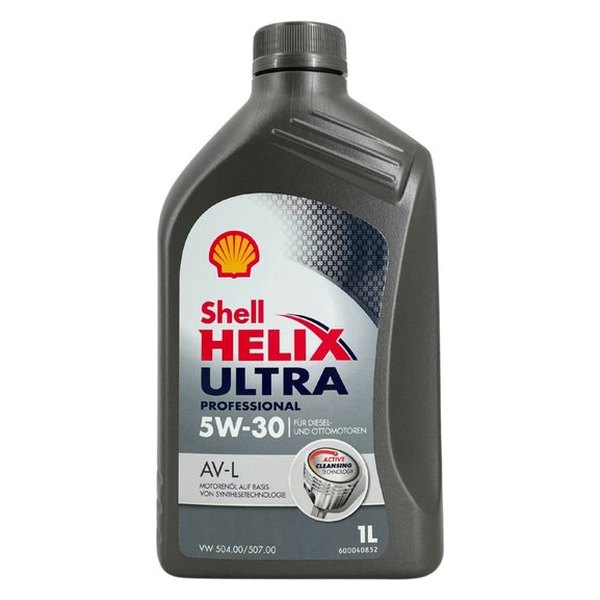 Shell
HELIX
ULTRA
PROFESSIONAL
5W-30
FÜR DIESEL-
UND OTTOMOTOREN
ACTIVE
CLEANSING
TECHNOLOGY
AV-L
MOTORENÖL AUF BASIS
VON SYNTHESETECHNOLOGIE
1L
VW 504.00/507.00
600040852